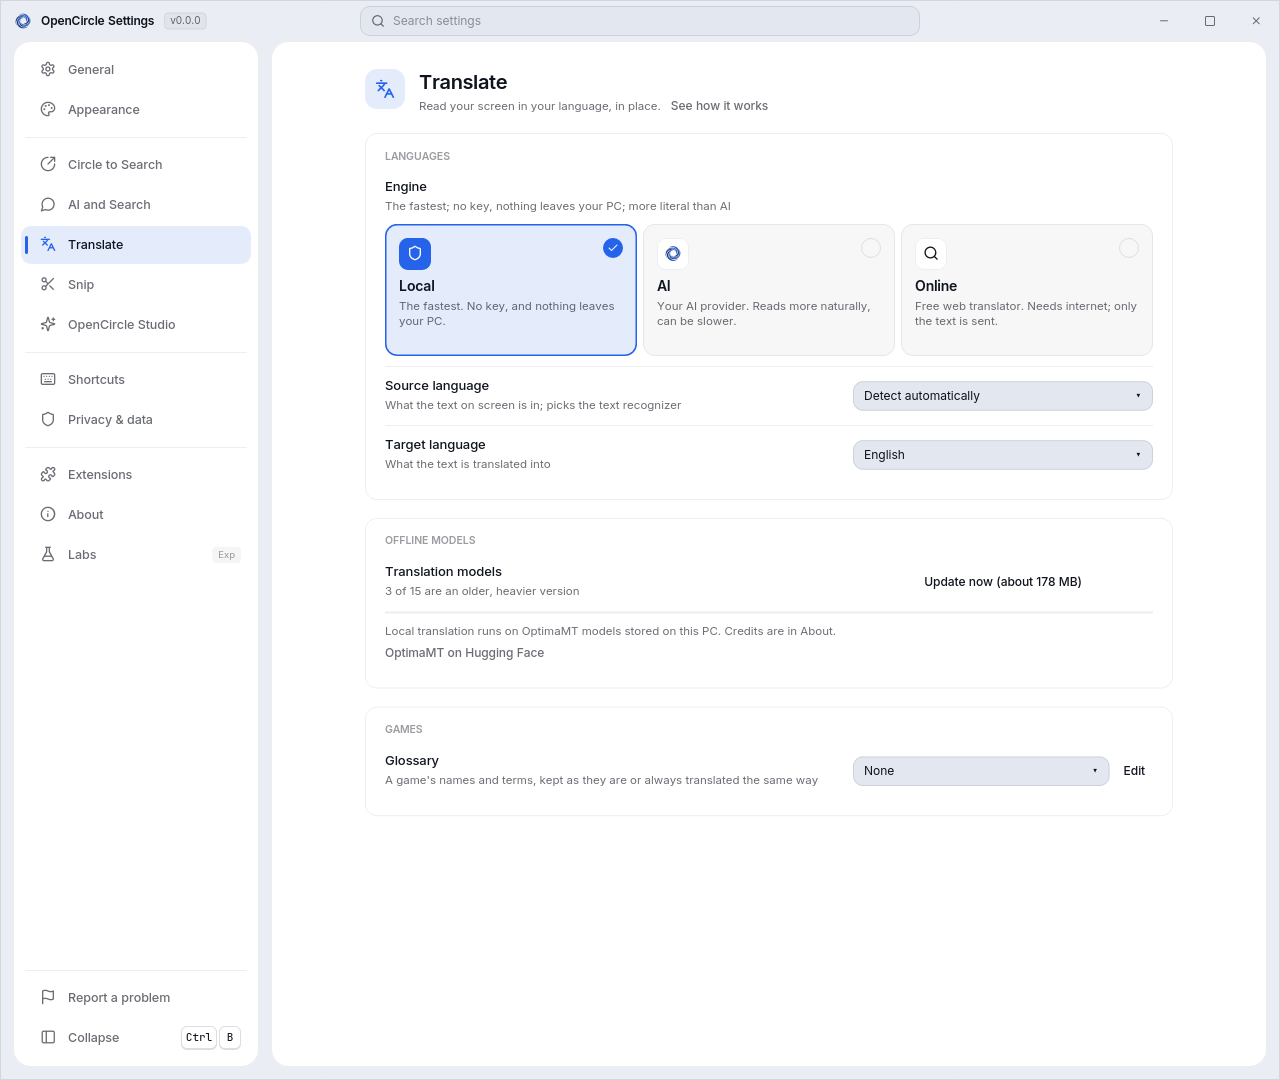 OpenCircle Settings
v0.0.0
Search settings
General
Appearance
Circle to Search
AI and Search
Translate
Snip
OpenCircle Studio
Shortcuts
Privacy & data
Extensions
About
Labs
Exp
Report a problem
Collapse
Ctrl
B
Translate
Read your screen in your language, in place. See how it works
LANGUAGES
Engine
The fastest; no key, nothing leaves your PC; more literal than AI
Local
The fastest. No key, and nothing leaves
your PC.
AI
Your AI provider. Reads more naturally,
can be slower.
Online
Free web translator. Needs internet; only
the text is sent.
Source language
What the text on screen is in; picks the text recognizer
Detect automatically
Target language
What the text is translated into
English
OFFLINE MODELS
Translation models
3 of 15 are an older, heavier version
Update now (about 178 MB)
Local translation runs on OptimaMT models stored on this PC. Credits are in About.
OptimaMT on Hugging Face
GAMES
Glossary
A game's names and terms, kept as they are or always translated the same way
None
Edit